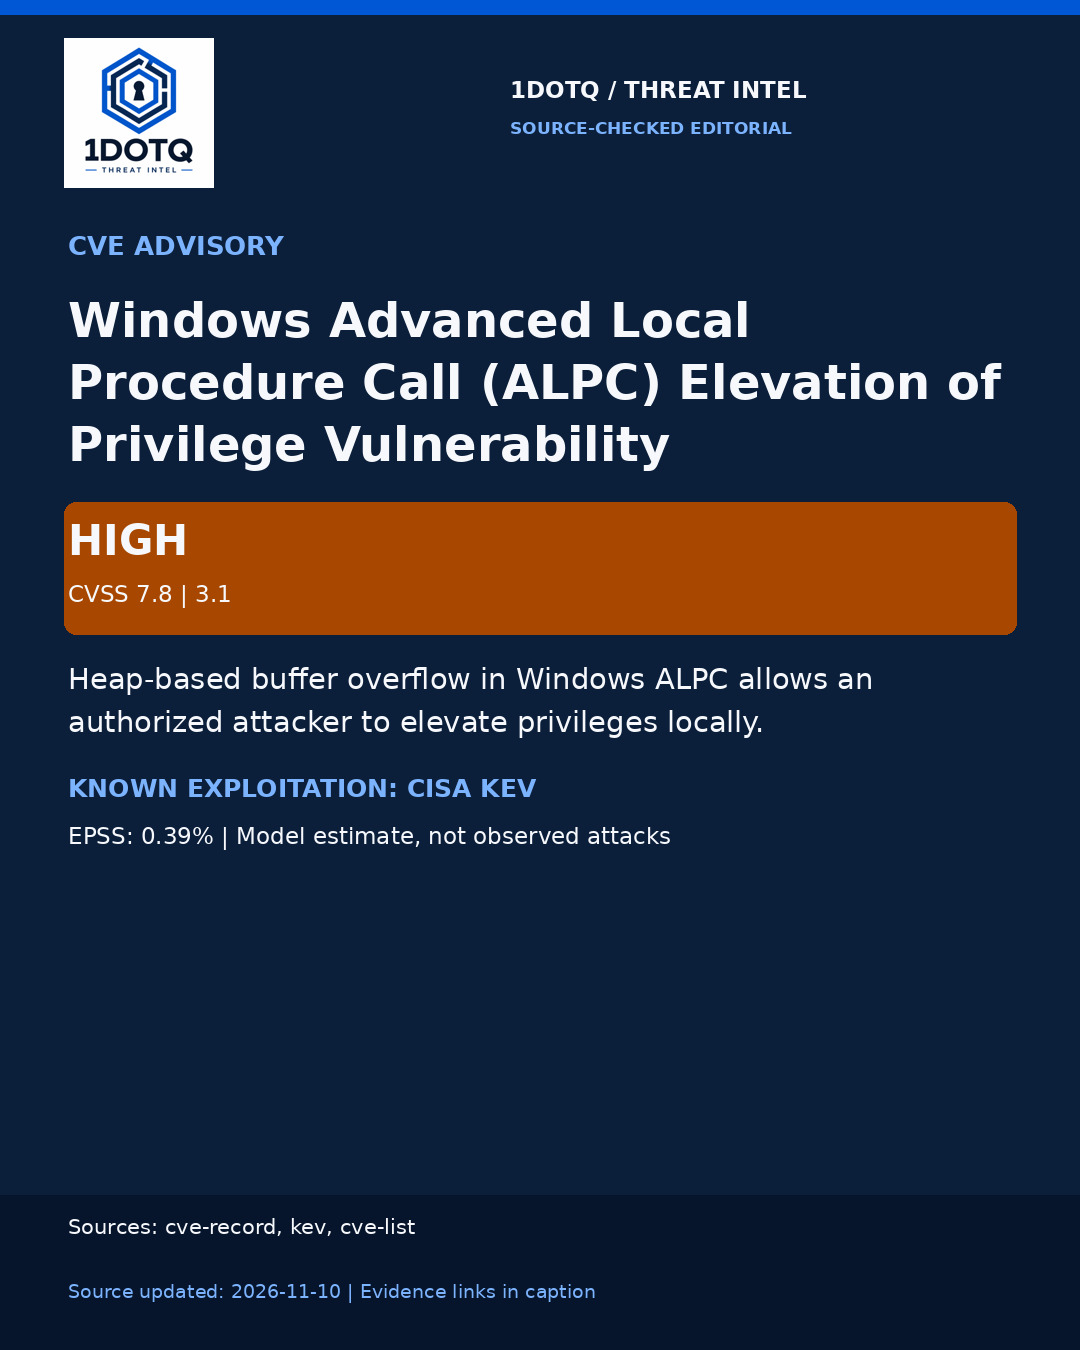 1DOTQ
THREAT INTEL
1DOTQ / THREAT INTEL
SOURCE-CHECKED EDITORIAL
CVE ADVISORY
Windows Advanced Local
Procedure Call (ALPC) Elevation of
Privilege Vulnerability
HIGH
CVSS 7.8 | 3.1
Heap-based buffer overflow in Windows ALPC allows an
authorized attacker to elevate privileges locally.
KNOWN EXPLOITATION: CISA KEV
EPSS: 0.39% | Model estimate, not observed attacks
Sources: cve-record, kev, cve-list
Source updated: 2026-11-10 | Evidence links in caption